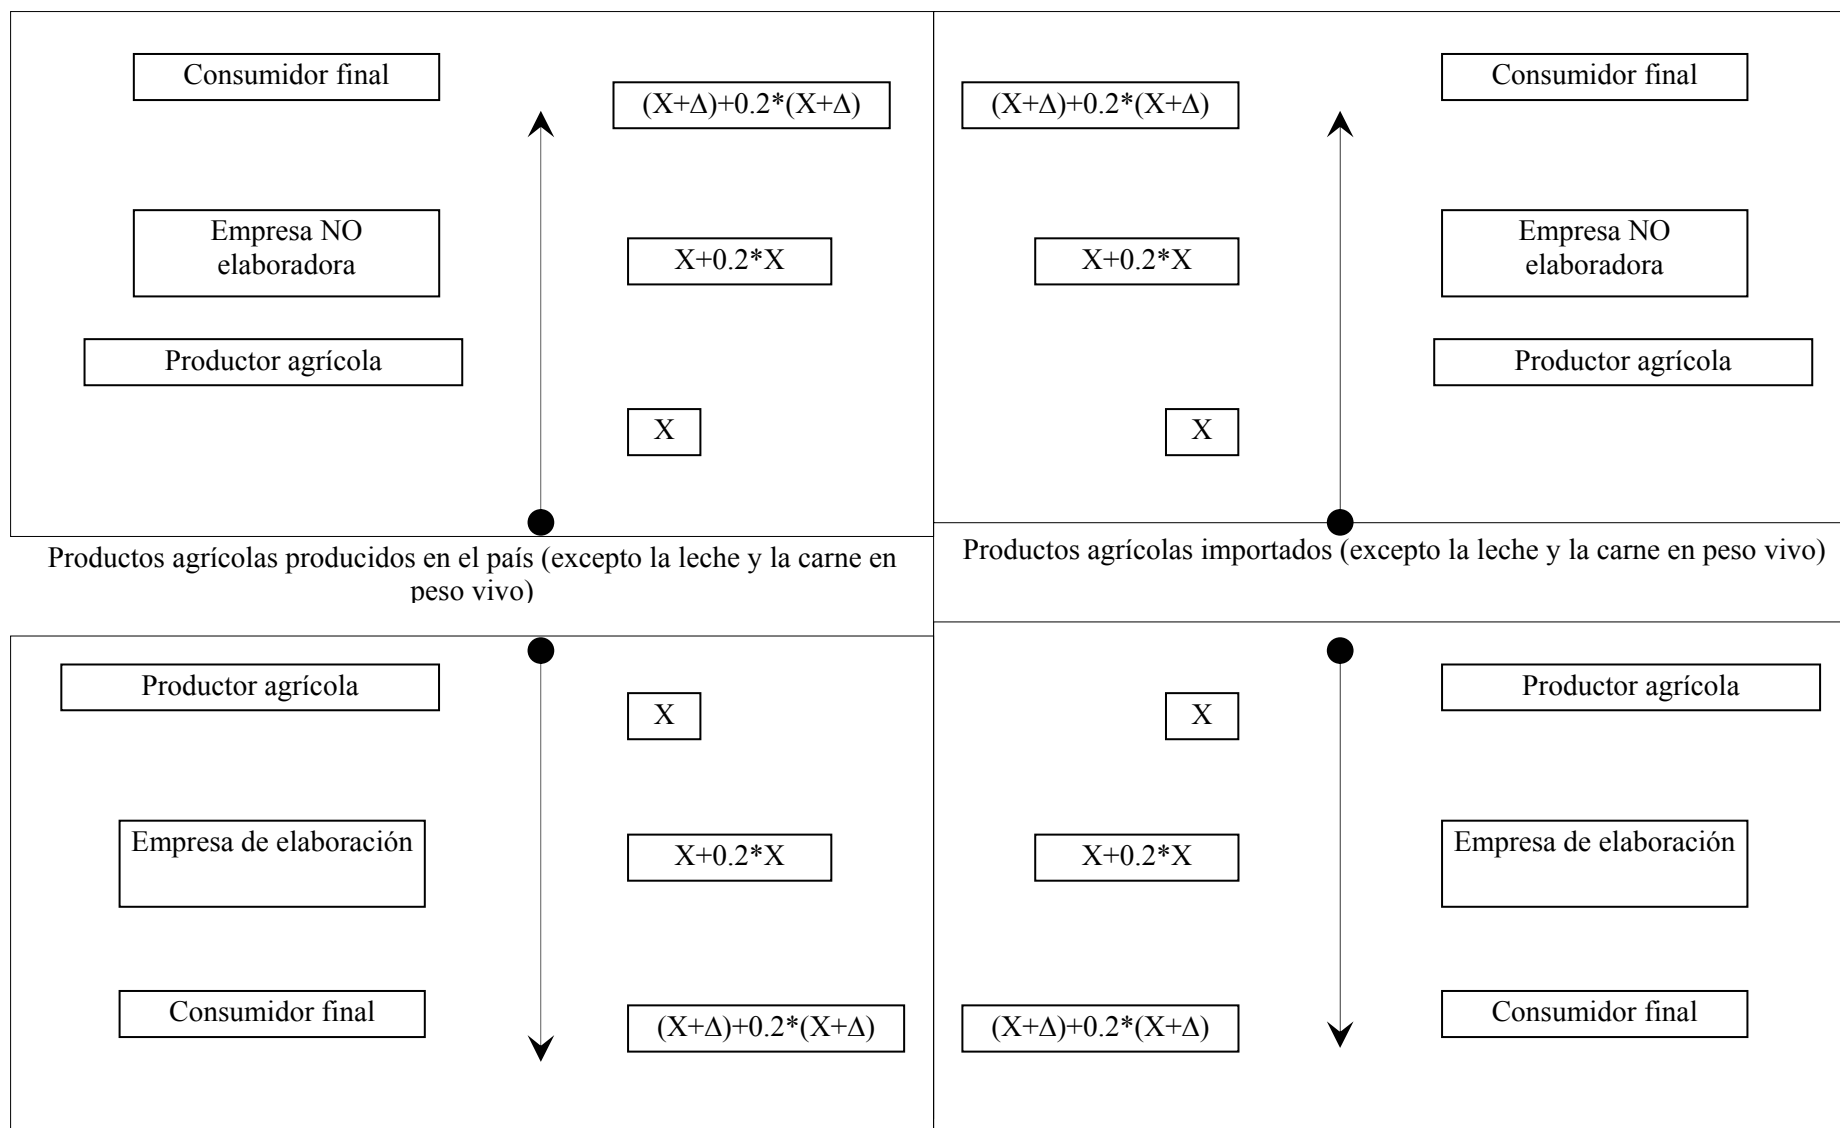 Consumidor final
(X+Δ)+0.2*(X+Δ)
Empresa NO
elaboradora
X+0.2*X
Productor agrícola
X
(X+Δ)+0.2*(X+Δ)
Consumidor final
X+0.2*X
Empresa NO
elaboradora
Productor agrícola
X
Productos agrícolas producidos en el país (excepto la leche y la carne en
peso vivo)
Productos agrícolas importados (excepto la leche y la carne en peso vivo)
Productor agrícola
X
Empresa de elaboración
X+0.2*X
Consumidor final
(X+Δ)+0.2*(X+Δ)
Productor agrícola
X
Empresa de elaboración
X+0.2*X
Consumidor final
(X+Δ)+0.2*(X+Δ)